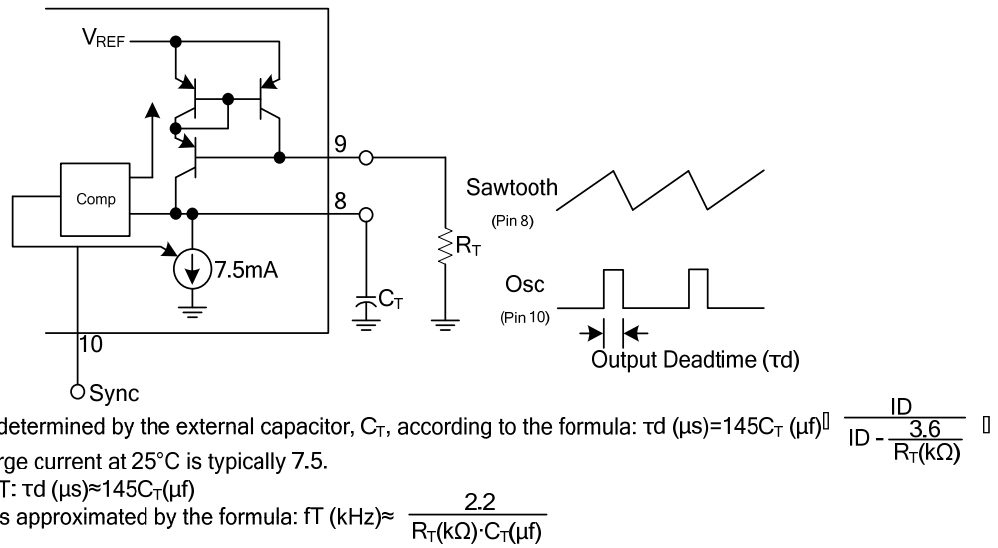 VREF
9
Comp
8
Sawtooth
(Pin 8)
RT
7.5mA
Osc
(Pin 10)
CT
10
Output Deadtime (τd)
Sync
determined by the external capacitor, CT, according to the formula: τd (µs)=145CT (µf) ID / ID - 3.6 / RT(kΩ)
rge current at 25°C is typically 7.5.
T: τd (µs)≈145CT(µf)
s approximated by the formula: fT (kHz)≈ 2.2 / RT(kΩ)·CT(µf)